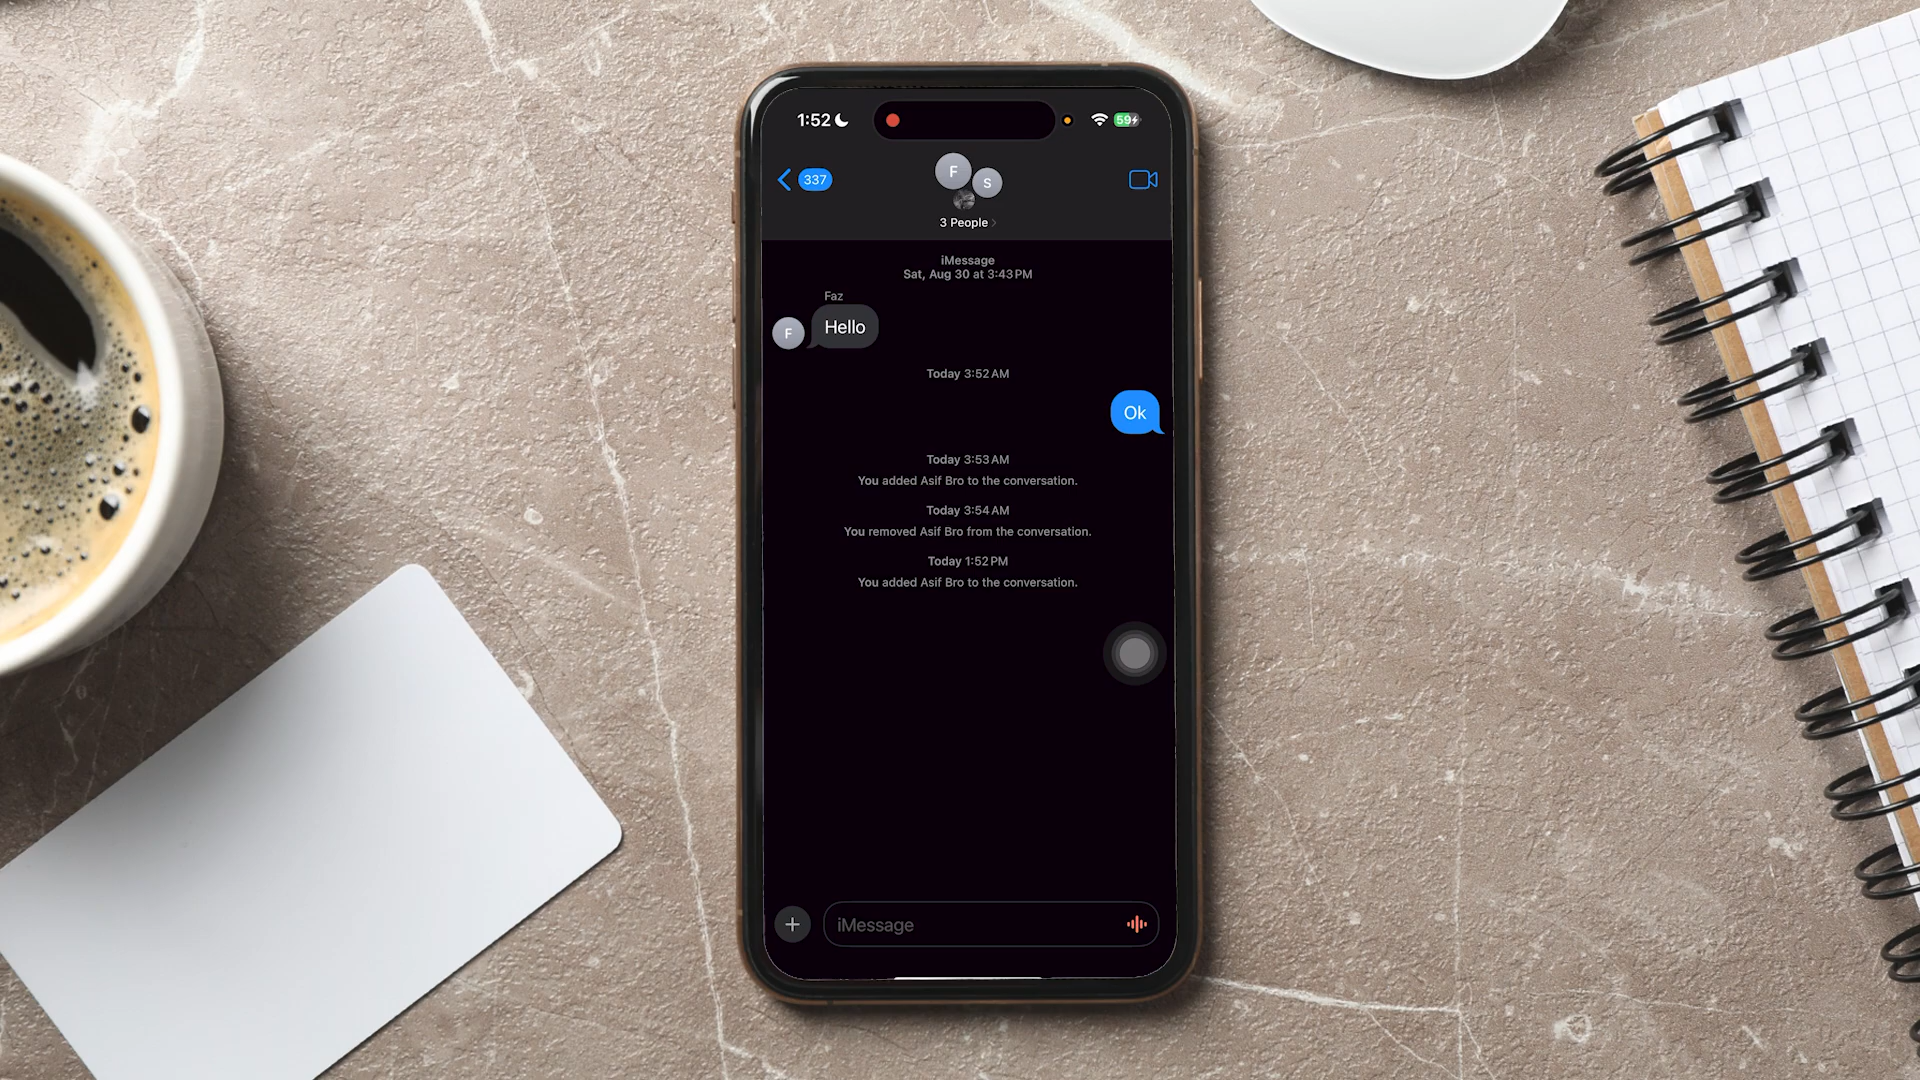 1:52
59
337
F
S
3 People
iMessage
Sat, Aug 30 at 3:43 PM
Faz
F
Hello
Today 3:52 AM
Ok
Today 3:53 AM
You added Asif Bro to the conversation.
Today 3:54 AM
You removed Asif Bro from the conversation.
Today 1:52 PM
You added Asif Bro to the conversation.
iMessage